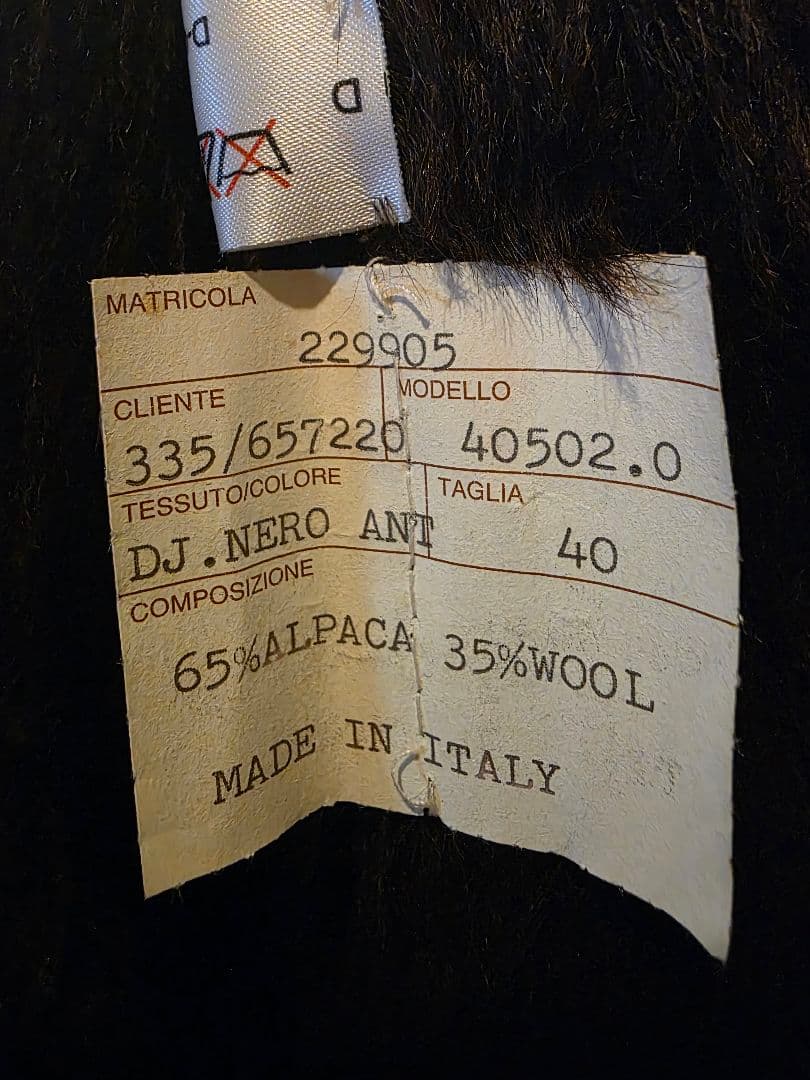 D
D
MATRICOLA
229905
CLIENTE
MODELLO
335/657220
40502.0
TESSUTO/COLORE
TAGLIA
DJ.NERO ANT
40
COMPOSIZIONE
65%ALPACA 35%WOOL
MADE IN ITALY